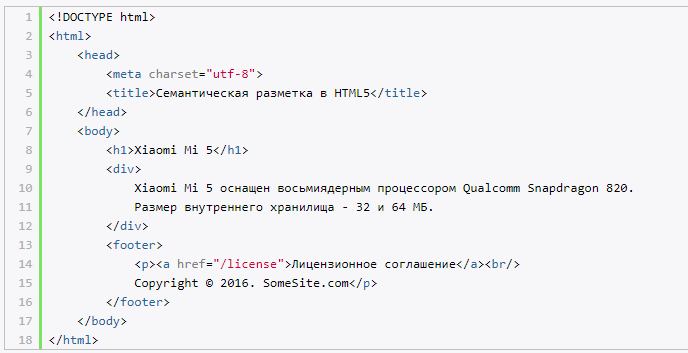 1 <!DOCTYPE html>
2 <html>
3     <head>
4         <meta charset="utf-8">
5         <title>Семантическая разметка в HTML5</title>
6     </head>
7     <body>
8         <h1>Xiaomi Mi 5</h1>
9         <div>
10             Xiaomi Mi 5 оснащен восьмиядерным процессором Qualcomm Snapdragon 820.
11             Размер внутреннего хранилища - 32 и 64 МБ.
12         </div>
13         <footer>
14             <p><a href="/license">Лицензионное соглашение</a><br/>
15             Copyright © 2016. SomeSite.com</p>
16         </footer>
17     </body>
18 </html>